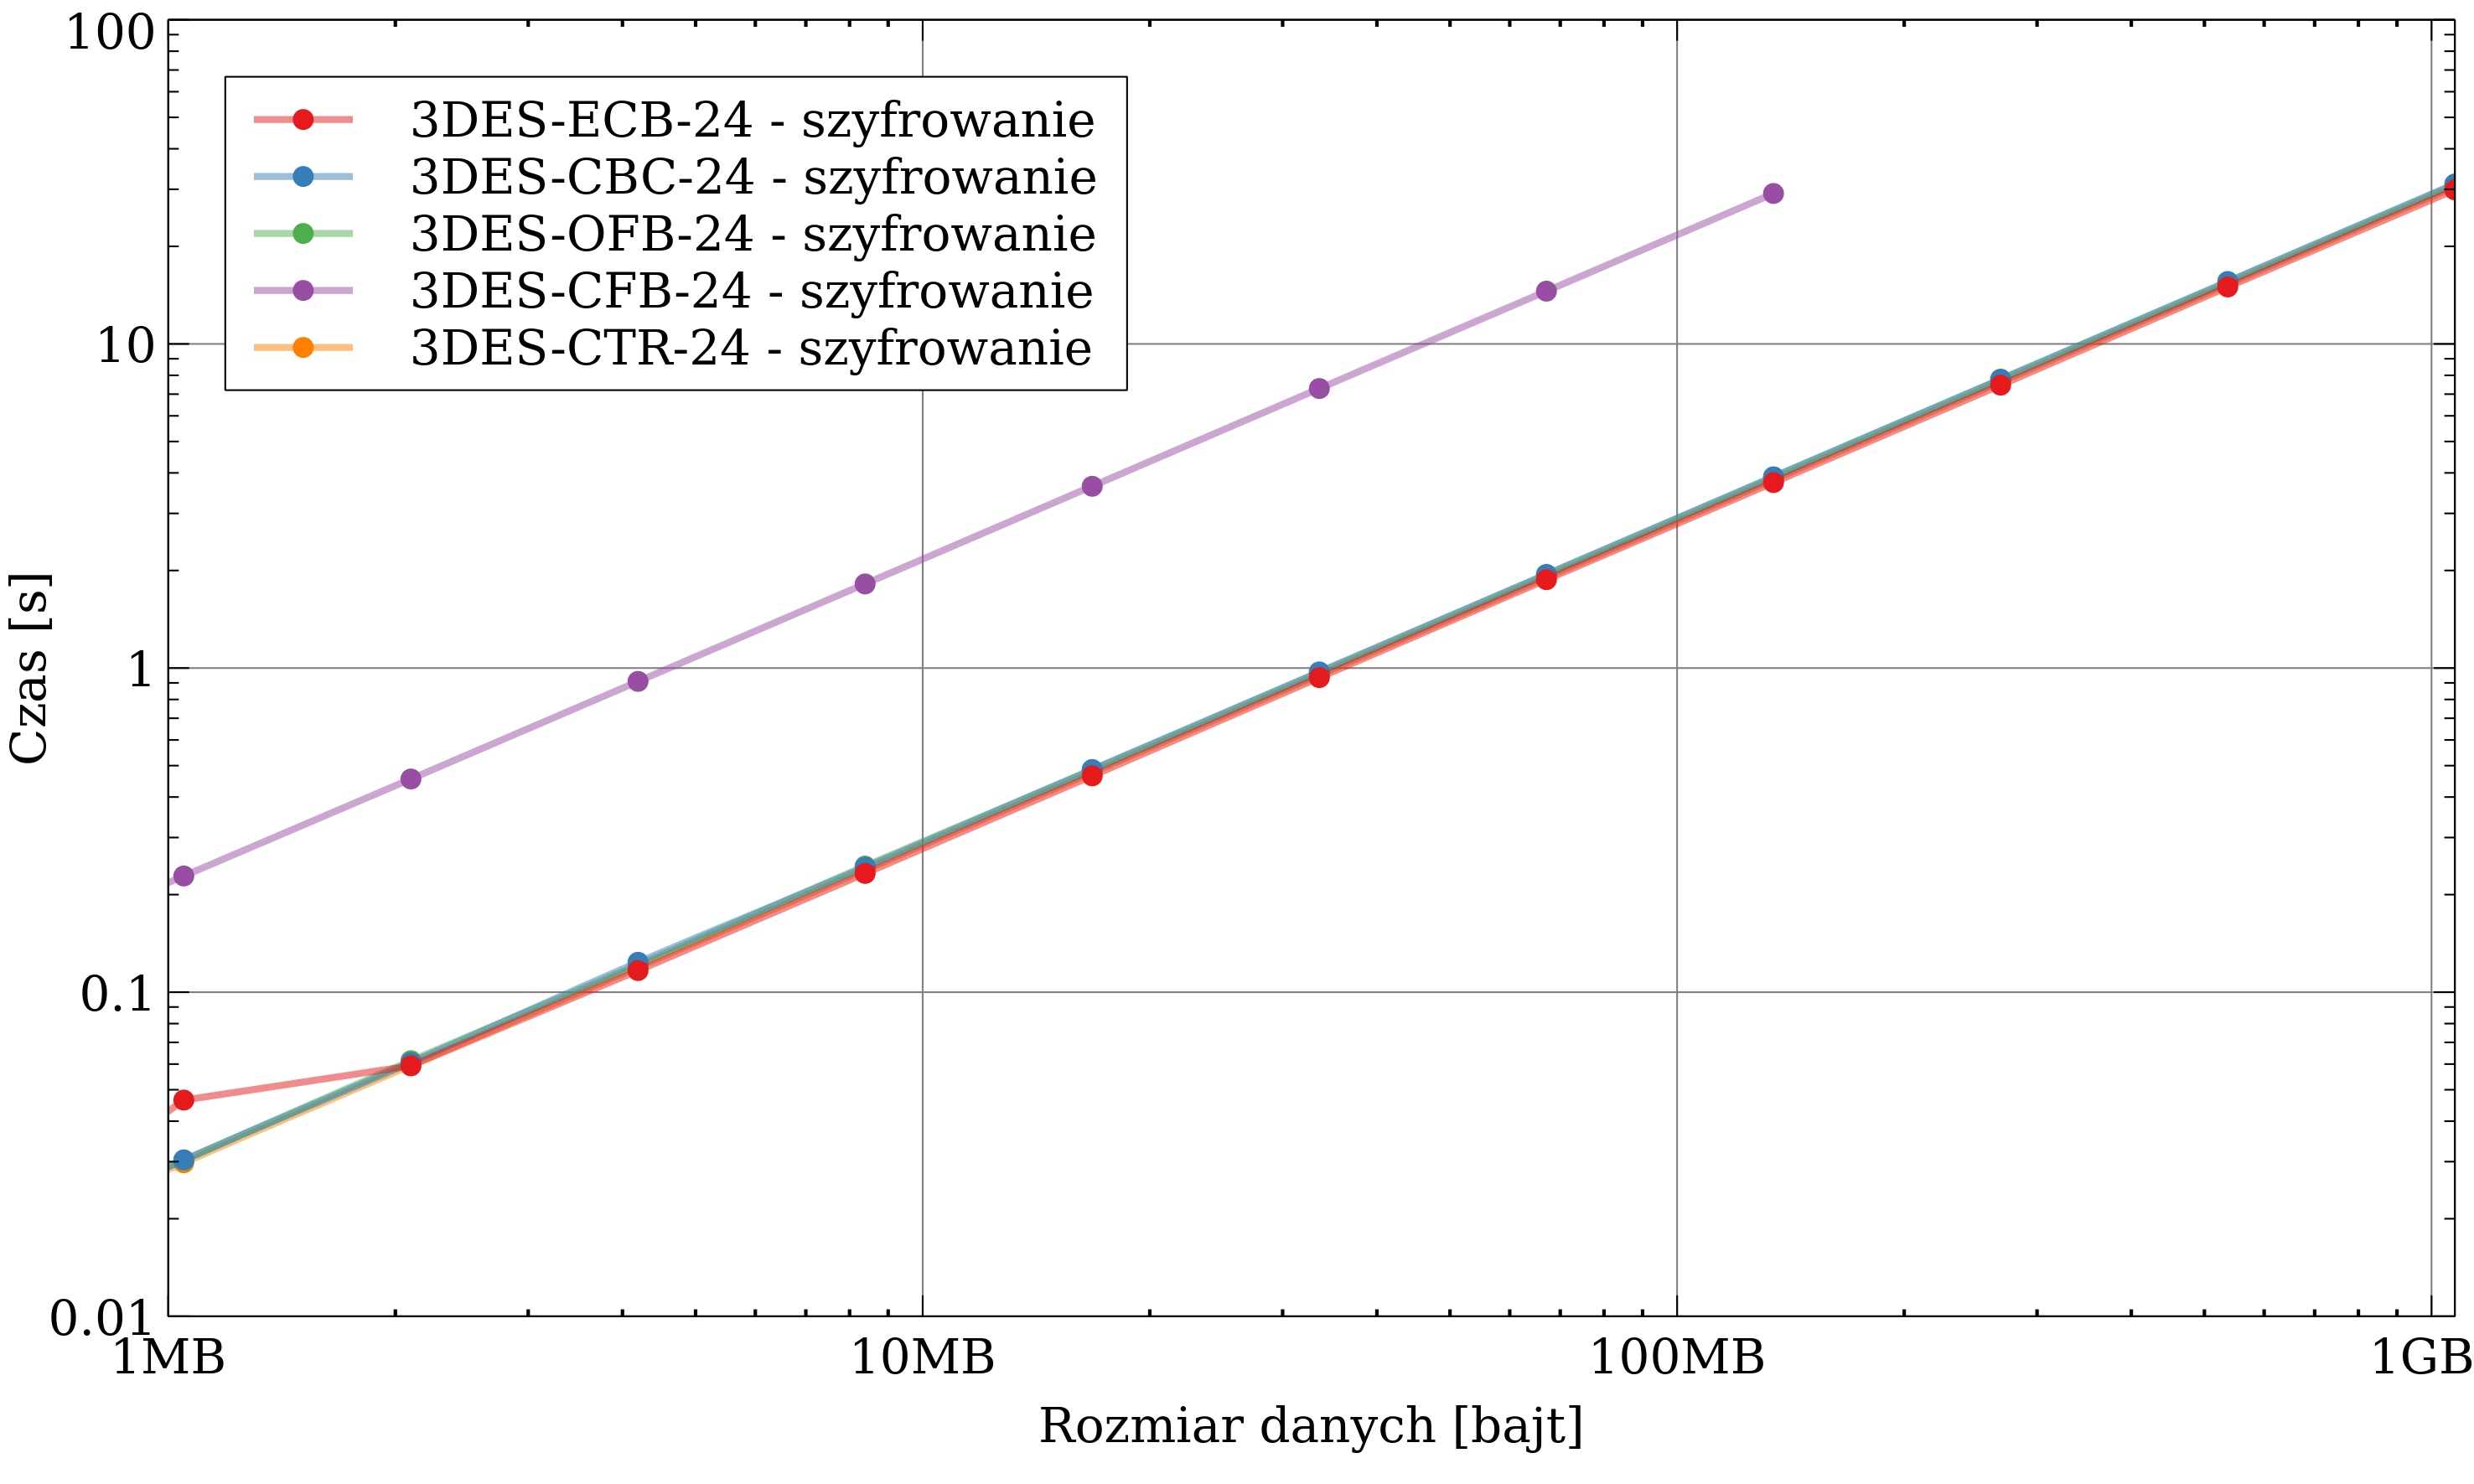 100
10
1
0.1
0.01
Czas [s]
3DES-ECB-24 - szyfrowanie
3DES-CBC-24 - szyfrowanie
3DES-OFB-24 - szyfrowanie
3DES-CFB-24 - szyfrowanie
3DES-CTR-24 - szyfrowanie
1MB 10MB 100MB 1GB
Rozmiar danych [bajt]